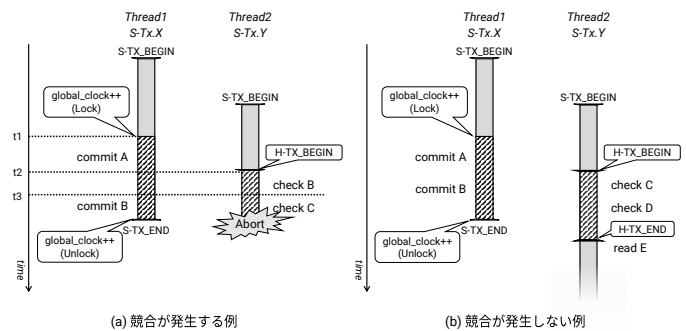 Thread1
S-Tx.X
S-TX_BEGIN
Thread2
S-Tx.Y
S-TX_BEGIN
global_clock++
(Lock)
t1
commit A
H-TX_BEGIN
t2
check B
t3
commit B
check C
Abort
S-TX_END
global_clock++
(Unlock)
time
(a) 競合が発生する例
Thread1
S-Tx.X
S-TX_BEGIN
Thread2
S-Tx.Y
S-TX_BEGIN
global_clock++
(Lock)
commit A
H-TX_BEGIN
commit B
check C
check D
S-TX_END
H-TX_END
global_clock++
(Unlock)
read E
time
(b) 競合が発生しない例